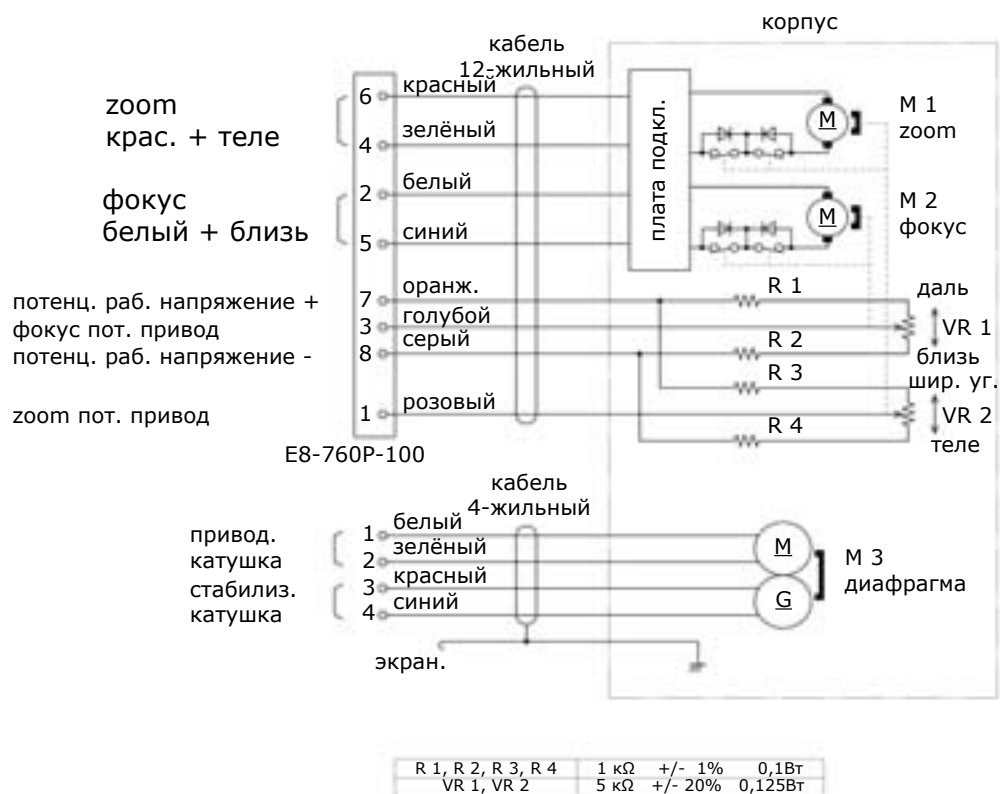 корпус
кабель
12-жильный
6 красный
zoom
крас. + теле
4 зелёный
2 белый
фокус
белый + близь
5 синий
плата подкл.
M
M 1
zoom
M
M 2
фокус
потенц. раб. напряжение +
7 оранж.
фокус пот. привод
3 голубой
потенц. раб. напряжение -
8 серый
zoom пот. привод
1 розовый
R 1
даль
VR 1
R 2
близь
шир. уг.
R 3
VR 2
R 4
теле
E8-760P-100
кабель
4-жильный
привод.
катушка
1 белый
2 зелёный
стабилиз.
катушка
3 красный
4 синий
M
G
M 3
диафрагма
экран.
R 1, R 2, R 3, R 4 1 кΩ +/- 1% 0,1Вт
VR 1, VR 2 5 кΩ +/- 20% 0,125Вт